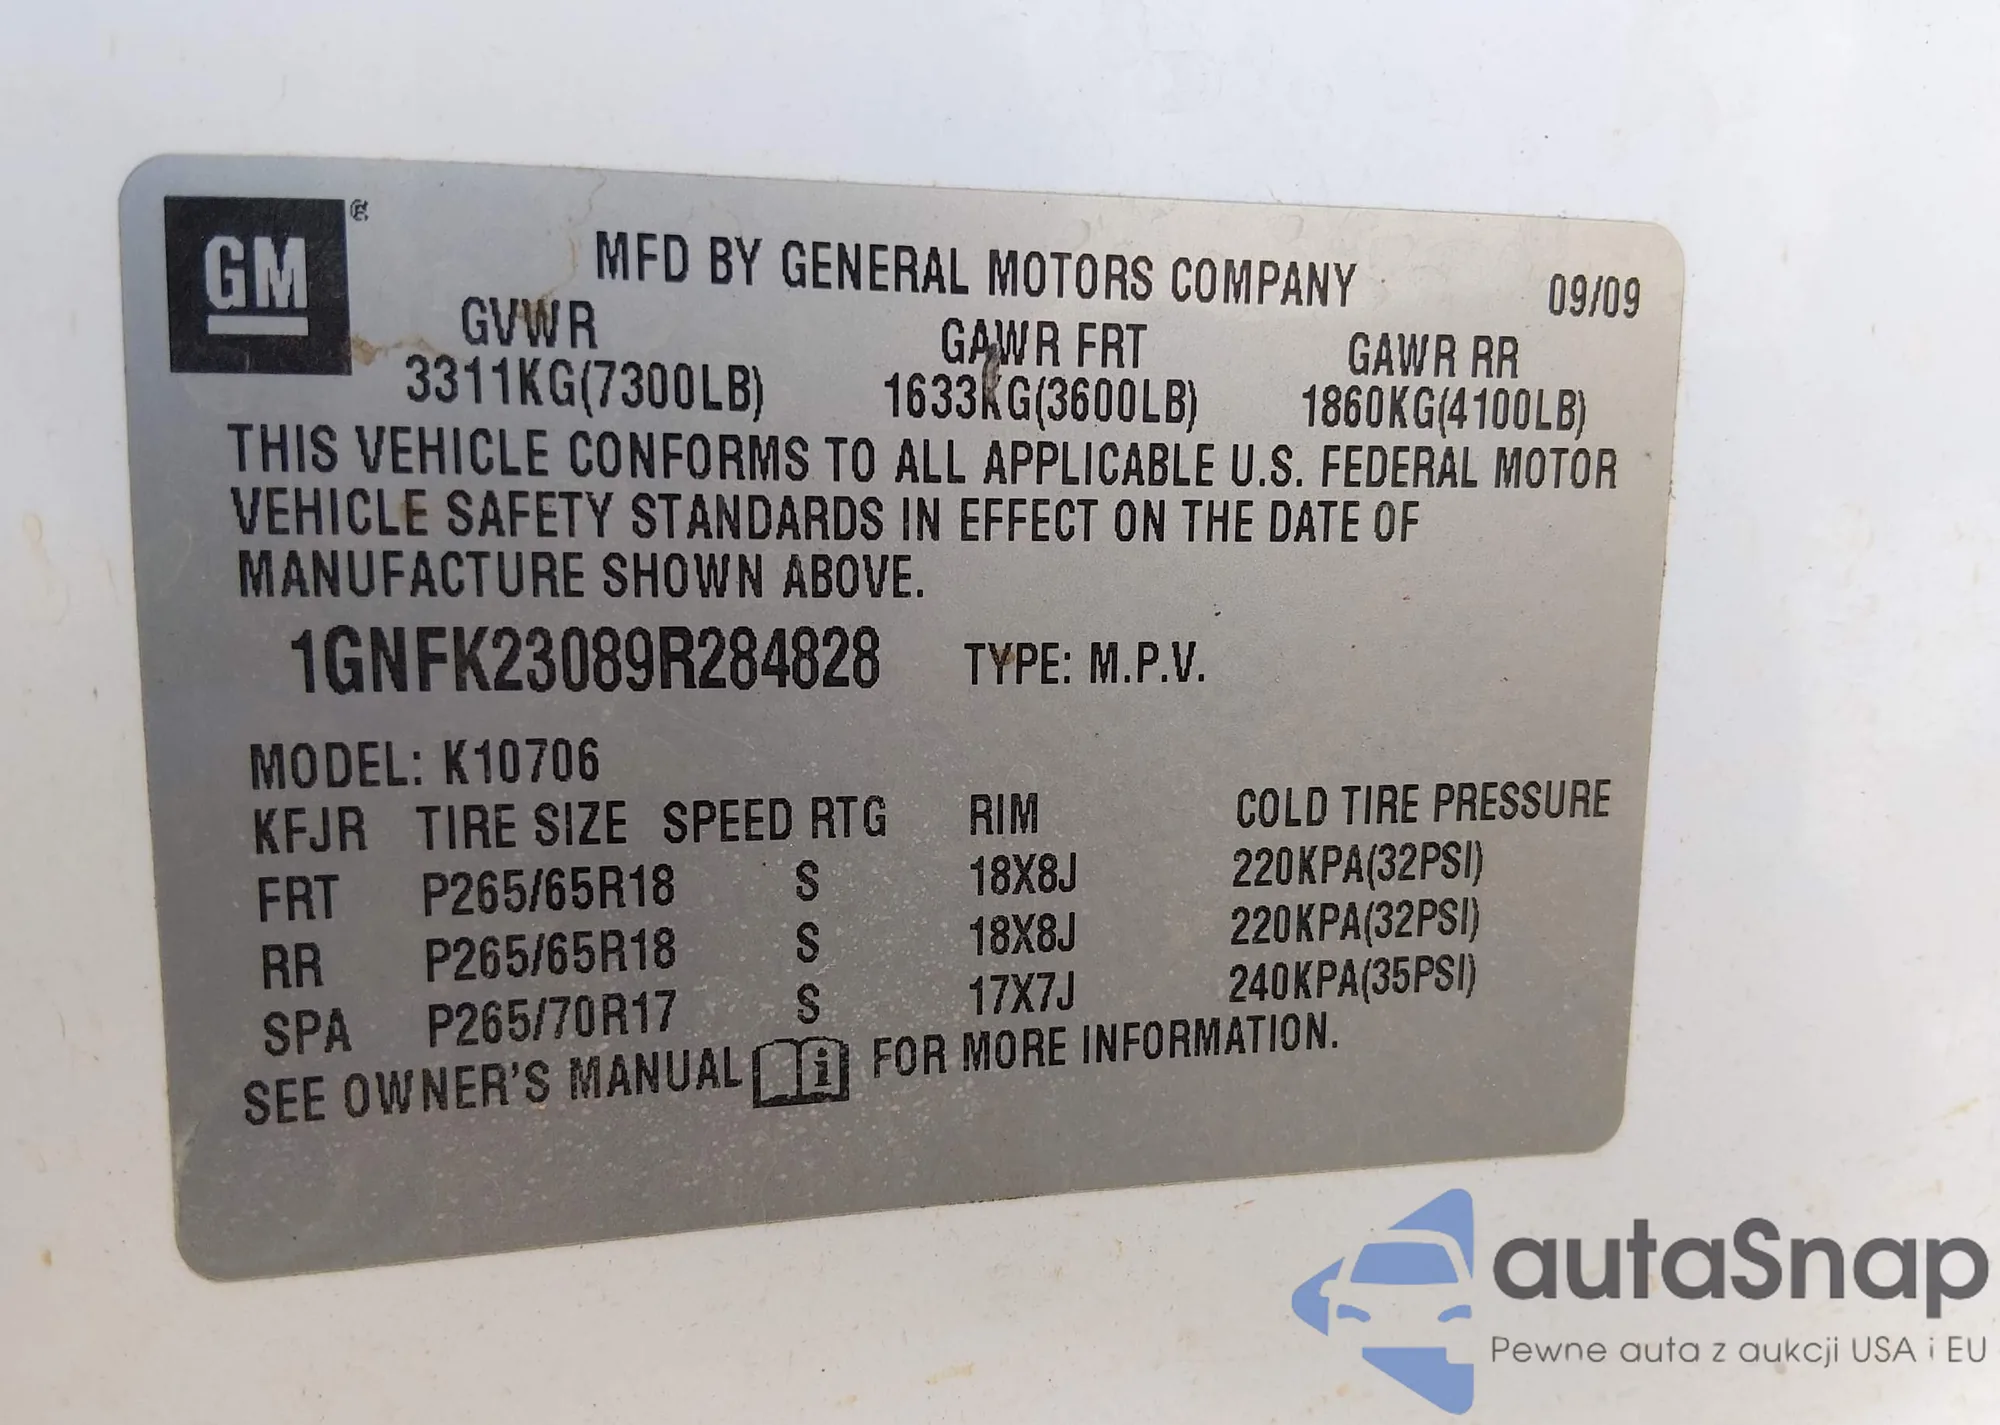 GM ®
MFD BY GENERAL MOTORS COMPANY 09/09
GVWR GAWR FRT GAWR RR
3311KG(7300LB) 1633KG(3600LB) 1860KG(4100LB)
THIS VEHICLE CONFORMS TO ALL APPLICABLE U.S. FEDERAL MOTOR
VEHICLE SAFETY STANDARDS IN EFFECT ON THE DATE OF
MANUFACTURE SHOWN ABOVE.
1GNFK23089R284828 TYPE: M.P.V.
MODEL: K10706
KFJR TIRE SIZE SPEED RTG RIM COLD TIRE PRESSURE
FRT P265/65R18 S 18X8J 220KPA(32PSI)
RR P265/65R18 S 18X8J 220KPA(32PSI)
SPA P265/70R17 S 17X7J 240KPA(35PSI)
SEE OWNER'S MANUAL i FOR MORE INFORMATION.
autaSnap
Pewne auta z aukcji USA i EU